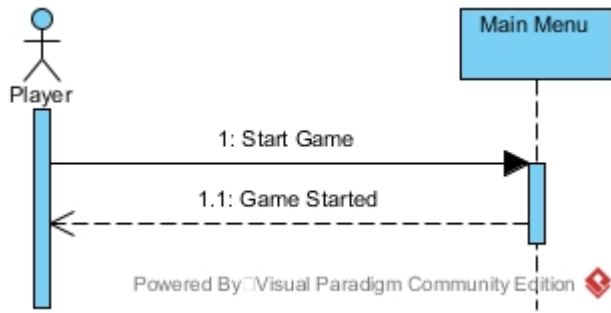 Main Menu
Player
1: Start Game
1.1: Game Started
Powered By Visual Paradigm Community Edition